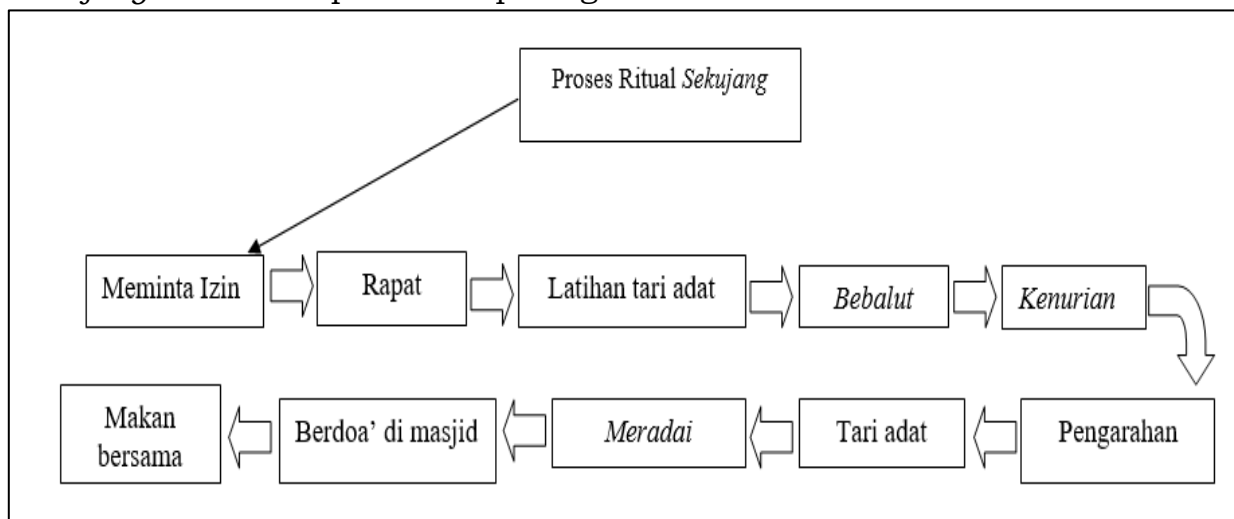 Proses Ritual Sekujang
Meminta Izin
Rapat
Latihan tari adat
Bebalut
Kenurian
Pengarahan
Tari adat
Meradai
Berdoa’ di masjid
Makan
bersama